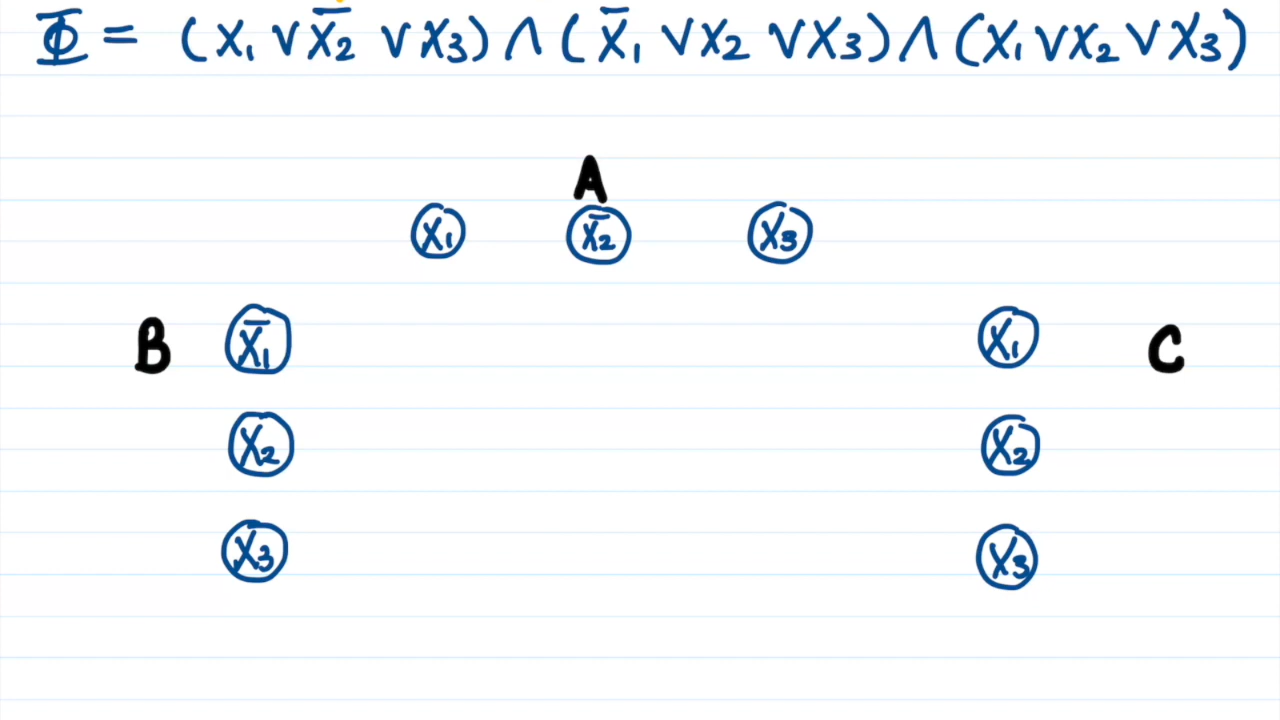 Φ = (x₁ ∨ x̅₂ ∨ x₃) ∧ (x̅₁ ∨ x₂ ∨ x₃) ∧ (x₁ ∨ x₂ ∨ x₃)
A
x₁ x̅₂ x₃
B x̅₁ x₁ C
x₂ x₂
x₃ x₃